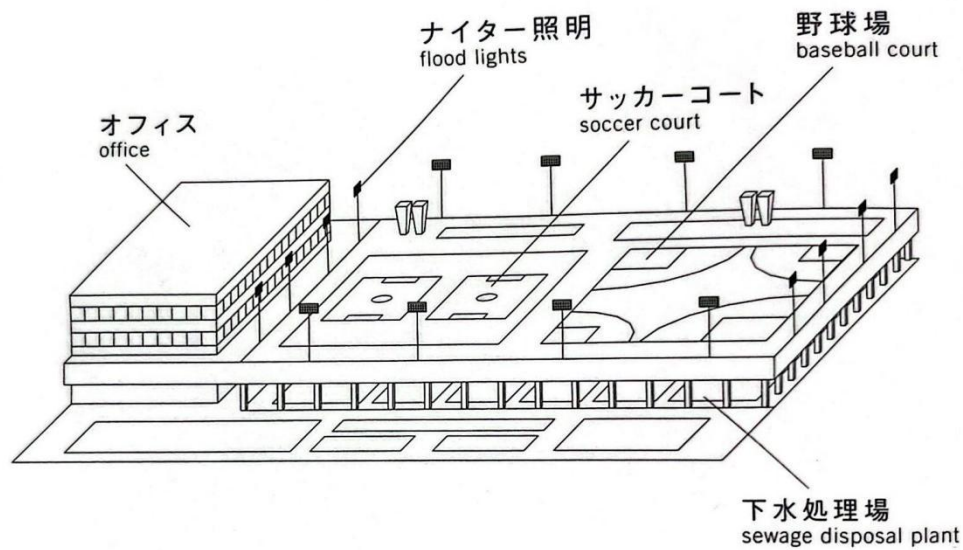 ナイター照明
flood lights
野球場
baseball court
サッカーコート
soccer court
オフィス
office
下水処理場
sewage disposal plant